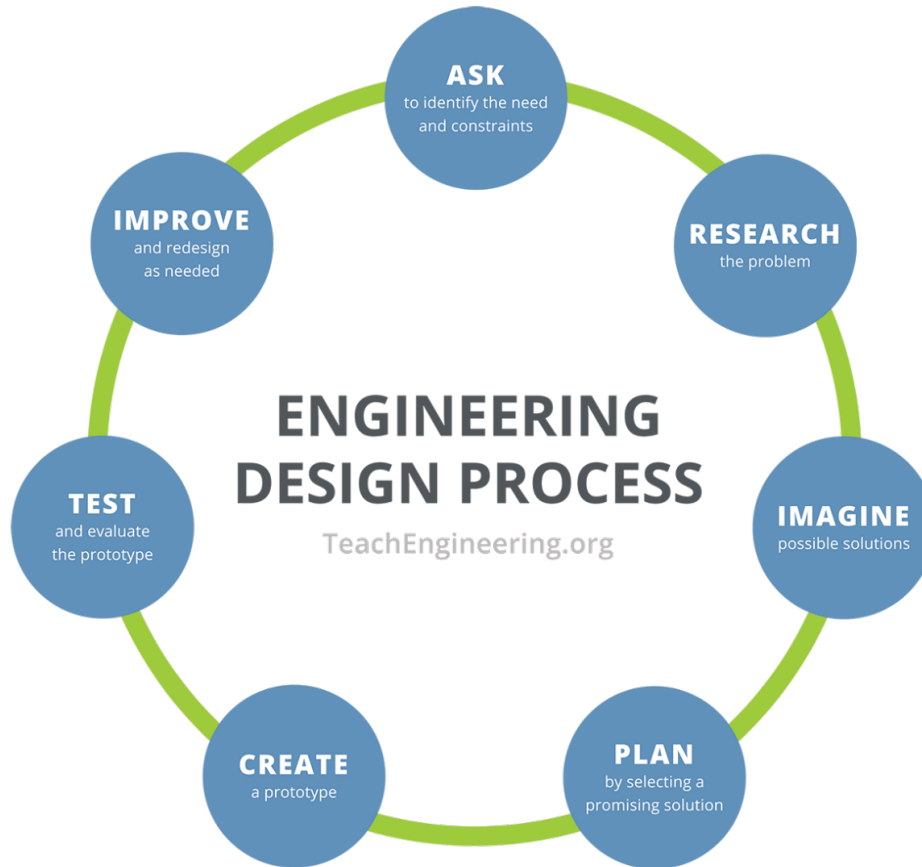 ASK
to identify the need
and constraints
RESEARCH
the problem
IMAGINE
possible solutions
PLAN
by selecting a
promising solution
CREATE
a prototype
TEST
and evaluate
the prototype
IMPROVE
and redesign
as needed
ENGINEERING
DESIGN PROCESS
TeachEngineering.org